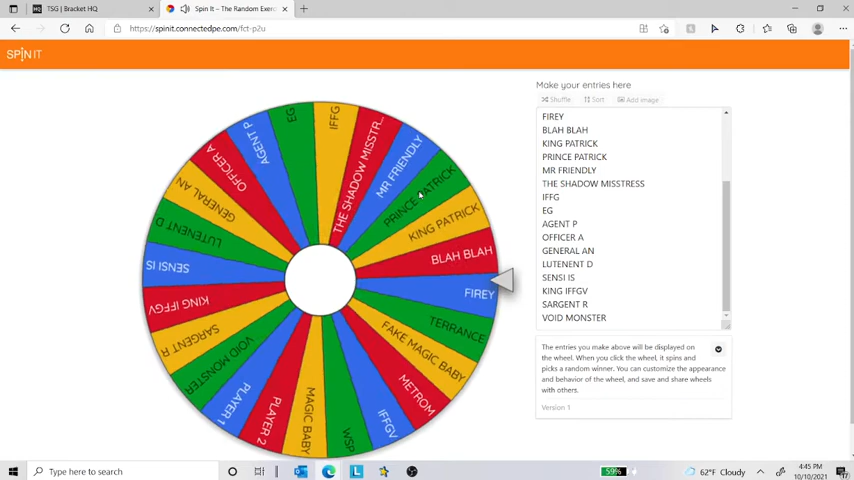 HQ TSG | Bracket HQ
Spin It – The Random Exerc
https://spinit.connectedpe.com/fct-p2u
SPIN IT
Make your entries here
Shuffle Sort Add image
FIREY
BLAH BLAH
KING PATRICK
PRINCE PATRICK
MR FRIENDLY
THE SHADOW MISSTRESS
IFFG
EG
AGENT P
OFFICER A
GENERAL AN
LUTENENT D
SENSI IS
KING IFFGV
SARGENT R
VOID MONSTER
EG
IFFG
THE SHADOW MISSTR...
MR FRIENDLY
PRINCE PATRICK
KING PATRICK
BLAH BLAH
FIREY
TERRANCE
FAKE MAGIC BABY
METROM
IFFGV
WSP
MAGIC BABY
PLAYER 2
PLAYER 1
VOID MONSTER
SARGENT R
KING IFFGV
SENSI IS
LUTENENT D
GENERAL AN
OFFICER A
AGENT P
The entries you make above will be displayed on
the wheel. When you click the wheel, it spins and
picks a random winner. You can customize the appearance
and behavior of the wheel, and save and share wheels
with others.
Version 1
Type here to search
59%
62°F Cloudy
4:45 PM
10/10/2021